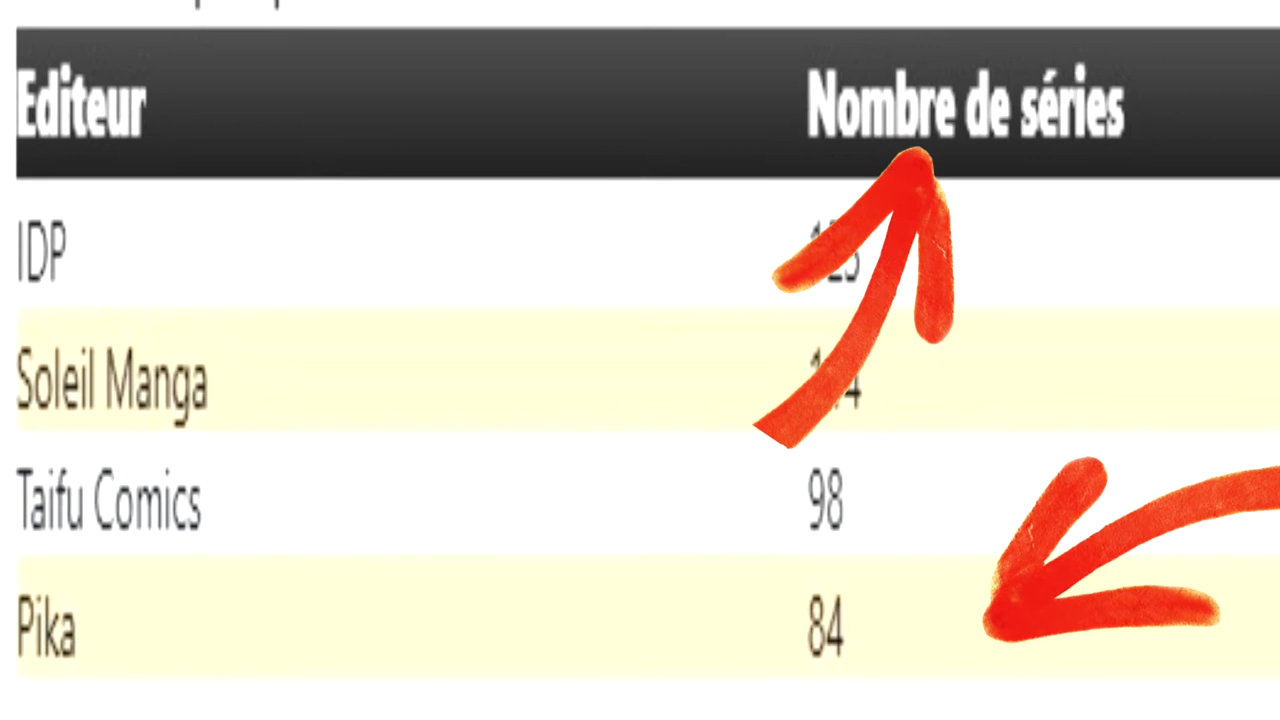 Editeur Nombre de séries
IDP
Soleil Manga
Taifu Comics 98
Pika 84